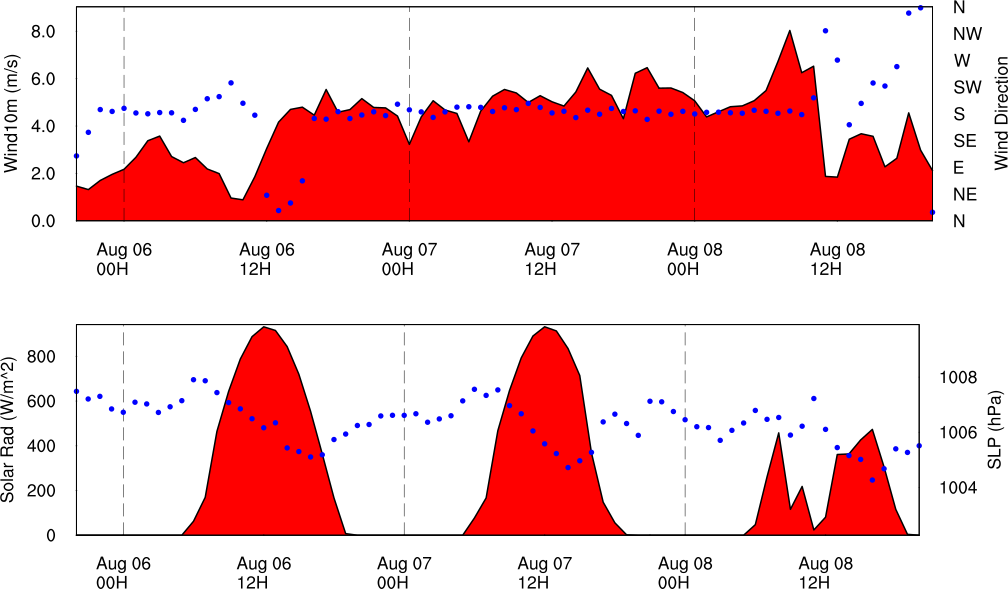 8.0
6.0
4.0
2.0
0.0
Wind10m (m/s)
N
NW
W
SW
S
SE
E
NE
N
Wind Direction
Aug 06
00H
Aug 06
12H
Aug 07
00H
Aug 07
12H
Aug 08
00H
Aug 08
12H
800
600
400
200
0
Solar Rad (W/m^2)
1008
1006
1004
SLP (hPa)
Aug 06
00H
Aug 06
12H
Aug 07
00H
Aug 07
12H
Aug 08
00H
Aug 08
12H